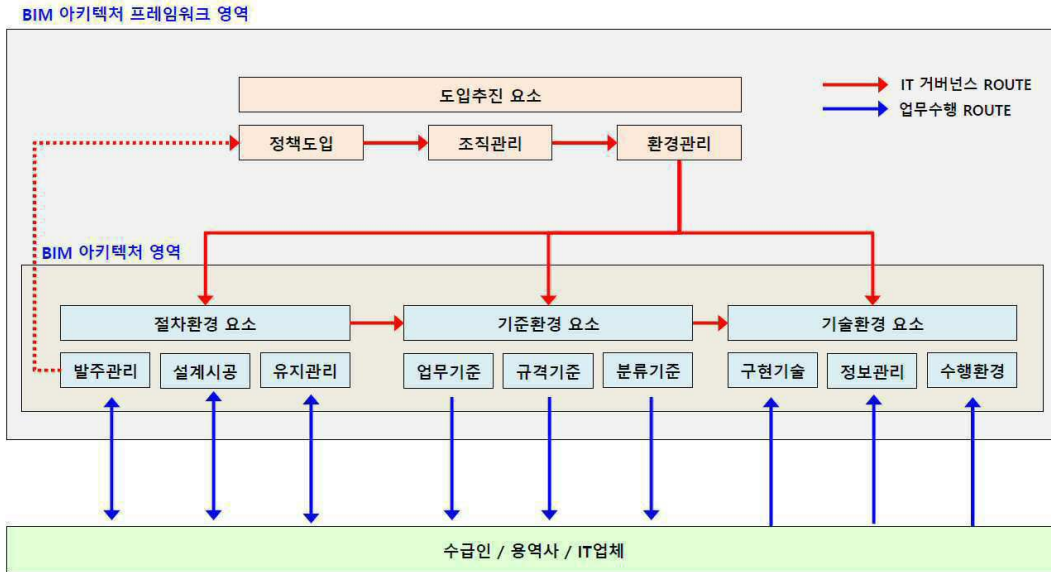 BIM 아키텍처 프레임워크 영역
도입추진 요소
IT 거버넌스 ROUTE
업무수행 ROUTE
정책도입
조직관리
환경관리
BIM 아키텍처 영역
절차환경 요소
기준환경 요소
기술환경 요소
발주관리
설계시공
유지관리
업무기준
규격기준
분류기준
구현기술
정보관리
수행환경
수급인 / 용역사 / IT업체